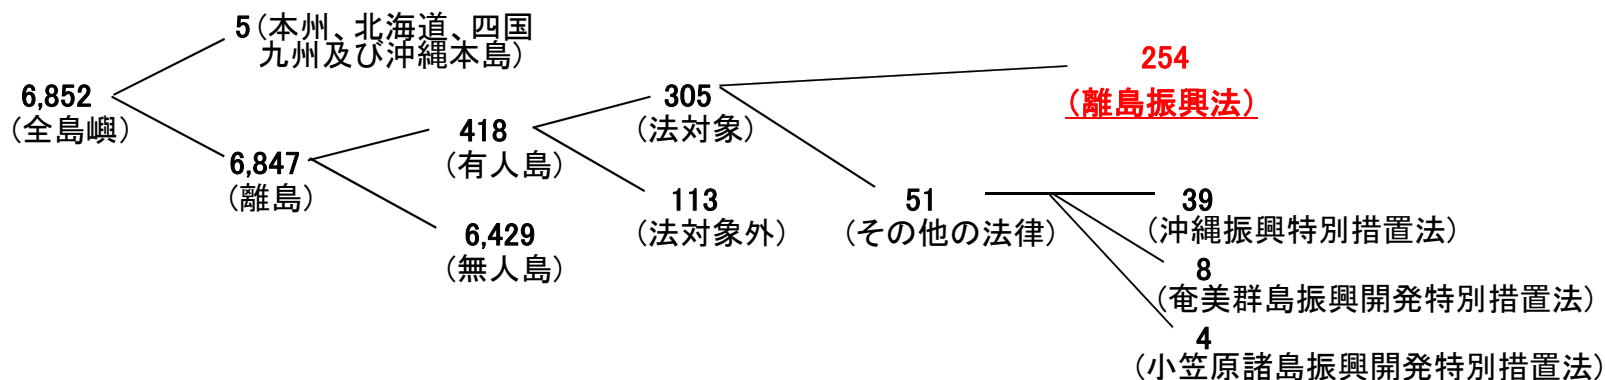 5(本州、北海道、四国
九州及び沖縄本島)
6,852
(全島嶼)
6,847
(離島)
418
(有人島)
6,429
(無人島)
305
(法対象)
113
(法対象外)
254
(離島振興法)
51
(その他の法律)
39
(沖縄振興特別措置法)
8
(奄美群島振興開発特別措置法)
4
(小笠原諸島振興開発特別措置法)